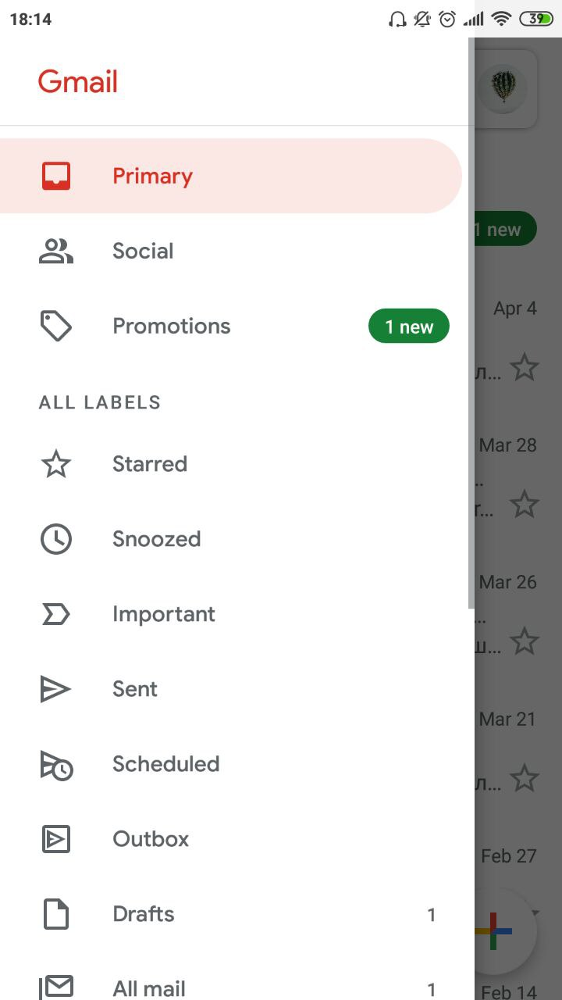 18:14
39
Gmail
Primary
Social
Promotions
1 new
ALL LABELS
Starred
Snoozed
Important
Sent
Scheduled
Outbox
Drafts
1
All mail
1
1 new
Apr 4
л...
Mar 28
..
r...
Mar 26
...
ш...
Mar 21
л...
Feb 27
Feb 14